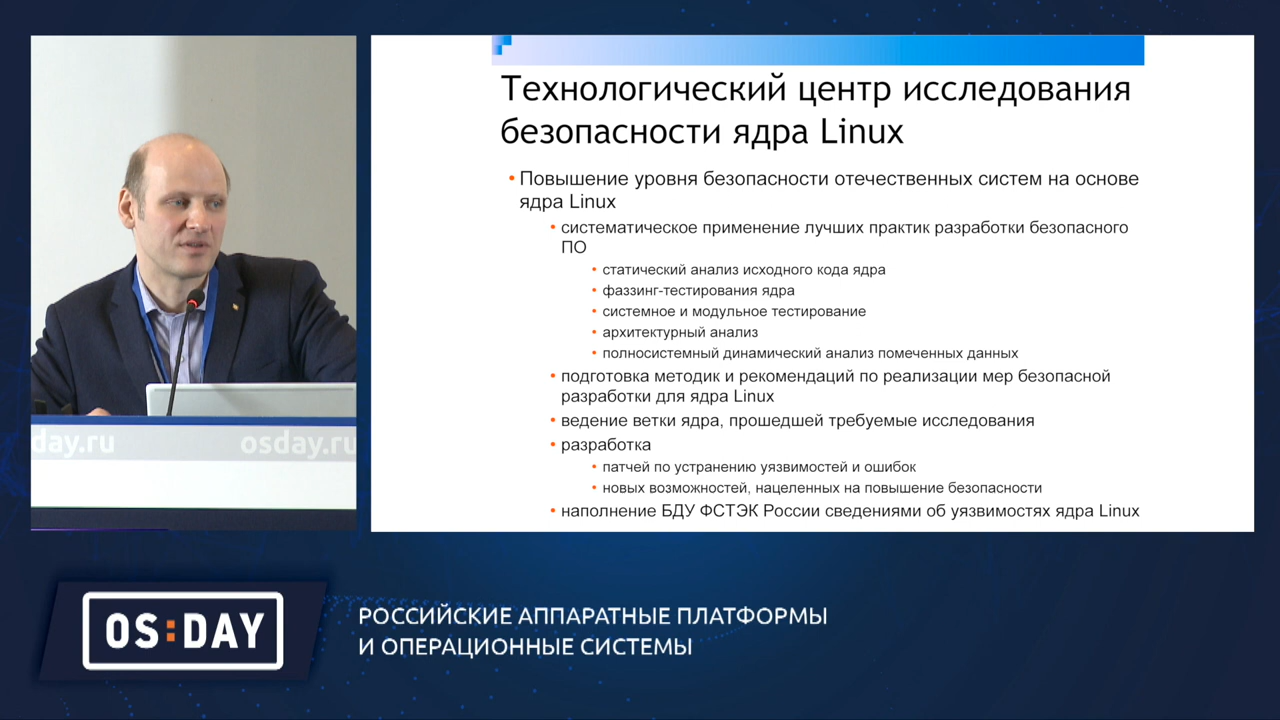 Технологический центр исследования
безопасности ядра Linux
• Повышение уровня безопасности отечественных систем на основе
ядра Linux
• систематическое применение лучших практик разработки безопасного
ПО
• статический анализ исходного кода ядра
• фаззинг-тестирования ядра
• системное и модульное тестирование
• архитектурный анализ
• полносистемный динамический анализ помеченных данных
• подготовка методик и рекомендаций по реализации мер безопасной
разработки для ядра Linux
• ведение ветки ядра, прошедшей требуемые исследования
• разработка
• патчей по устранению уязвимостей и ошибок
• новых возможностей, нацеленных на повышение безопасности
• наполнение БДУ ФСТЭК России сведениями об уязвимостях ядра Linux
day.ru osday.ru
OS:DAY
РОССИЙСКИЕ АППАРАТНЫЕ ПЛАТФОРМЫ
И ОПЕРАЦИОННЫЕ СИСТЕМЫ